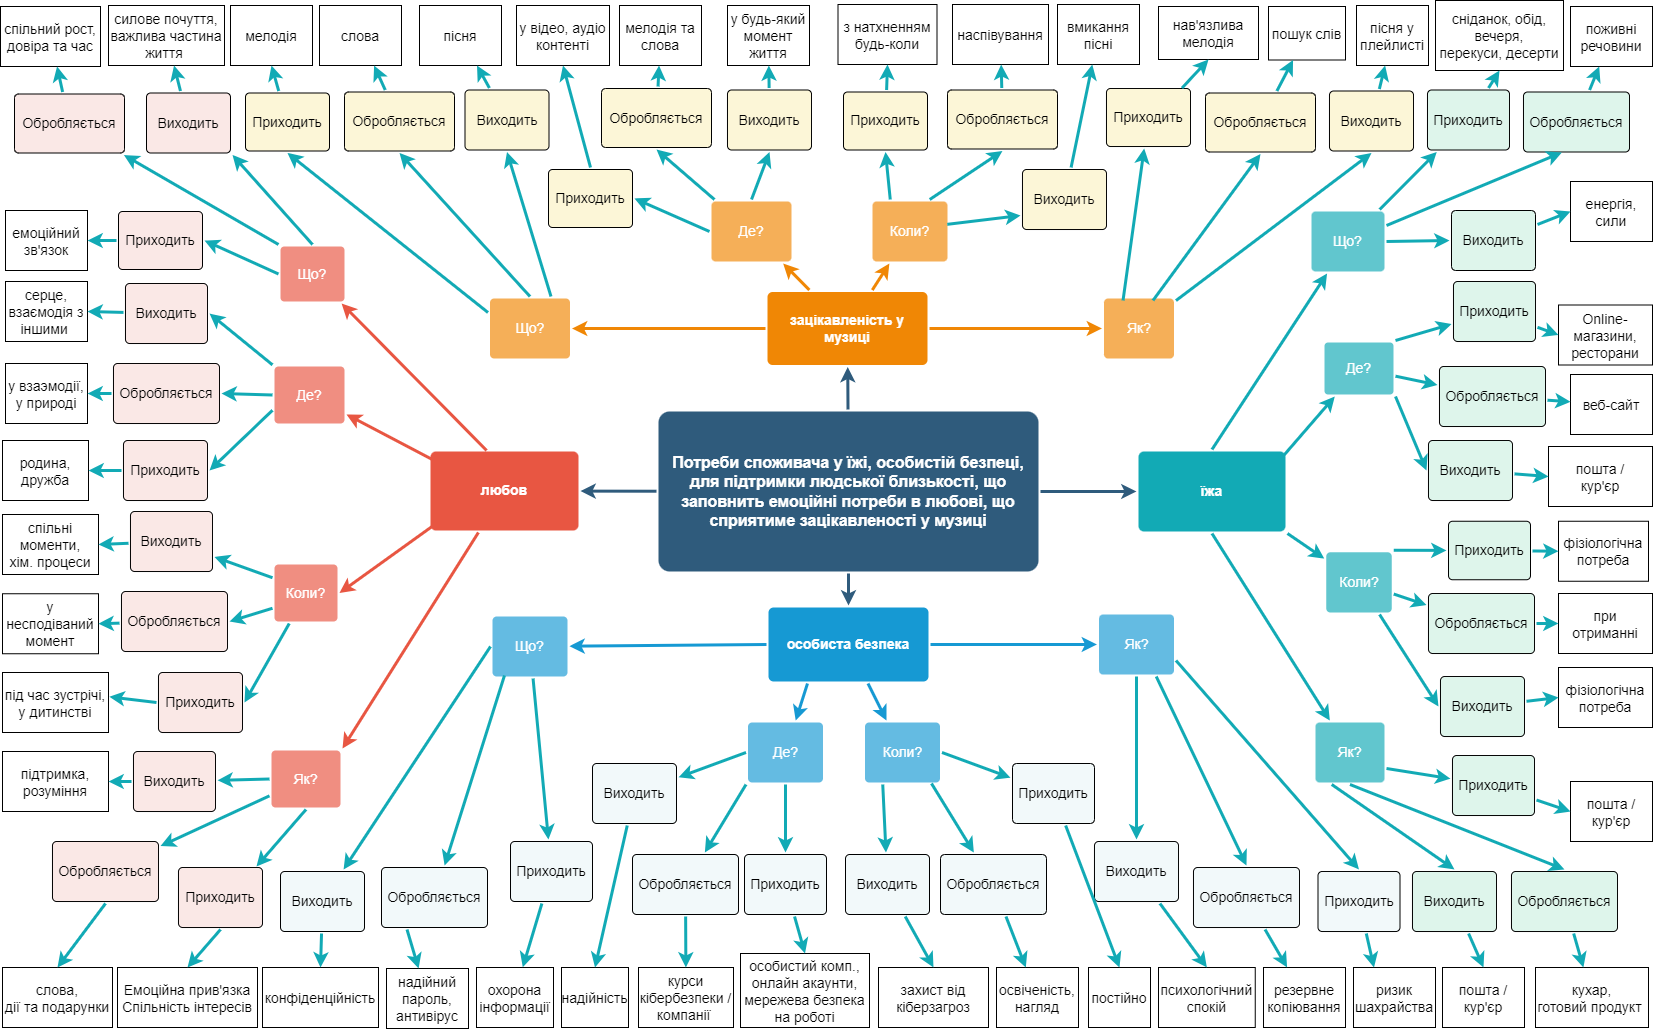 спільний рост,
довіра та час
силове почуття,
важлива частина
життя
мелодія
слова
пісня
у відео, аудіо
контенті
мелодія та
слова
у будь-який
момент
життя
з натхненням
будь-коли
наспівування
вмикання
пісні
нав'язлива
мелодія
пошук слів
пісня у
плейлисті
сніданок, обід,
вечеря,
перекуси, десерти
поживні
речовини
Обробляється
Виходить
Приходить
Обробляється
Виходить
Обробляється
Виходить
Приходить
Обробляється
Приходить
Обробляється
Виходить
Приходить
Обробляється
Приходить
Виходить
емоційний
зв'язок
Приходить
Що?
Де?
Коли?
Що?
Виходить
енергія,
сили
серце,
взаємодія з
іншими
Виходить
Що?
зацікавленість у
музиці
Як?
Приходить
Online-
магазини,
ресторани
у взаэмодії,
у природі
Обробляється
Де?
Де?
Обробляється
веб-сайт
родина,
дружба
Приходить
любов
Потреби споживача у їжі, особистій безпеці,
для підтримки людської близькості, що
заповнить емоційні потреби в любові, що
сприятиме зацікавленості у музиці
їжа
Виходить
пошта /
кур'єр
спільні
моменти,
хім. процеси
Виходить
Коли?
Коли?
Приходить
фізіологічна
потреба
у
несподіваний
момент
Обробляється
Що?
особиста безпека
Як?
Обробляється
при
отриманні
під час зустрічі,
у дитинстві
Приходить
Виходить
фізіологічна
потреба
підтримка,
розуміння
Виходить
Як?
Де?
Коли?
Як?
Приходить
пошта /
кур'єр
Виходить
Приходить
Обробляється
Приходить
Виходить
Приходить
Виходить
Обробляється
Обробляється
Приходить
Виходить
Обробляється
Обробляється
Приходить
Виходить
Обробляється
слова,
дії та подарунки
Емоційна прив'язка
Спільність інтересів
конфіденційність
надійний
пароль,
антивірус
охорона
інформації
надійність
курси
кібербезпеки /
компанії
особистий комп.,
онлайн акаунти,
мережева безпека
на роботі
захист від
кіберзагроз
освіченість,
нагляд
постійно
психологічний
спокій
резервне
копіювання
ризик
шахрайства
пошта /
кур'єр
кухар,
готовий продукт